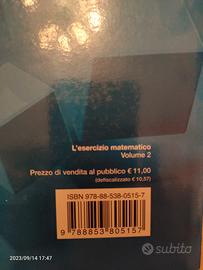 L'esercizio matematico
Volume 2
Prezzo di vendita al pubblico € 11,00
(defiscalizzato € 10,57)
ISBN 978-88-538-0515-7
9 788853 805157
2023/09/14 17:47
subito